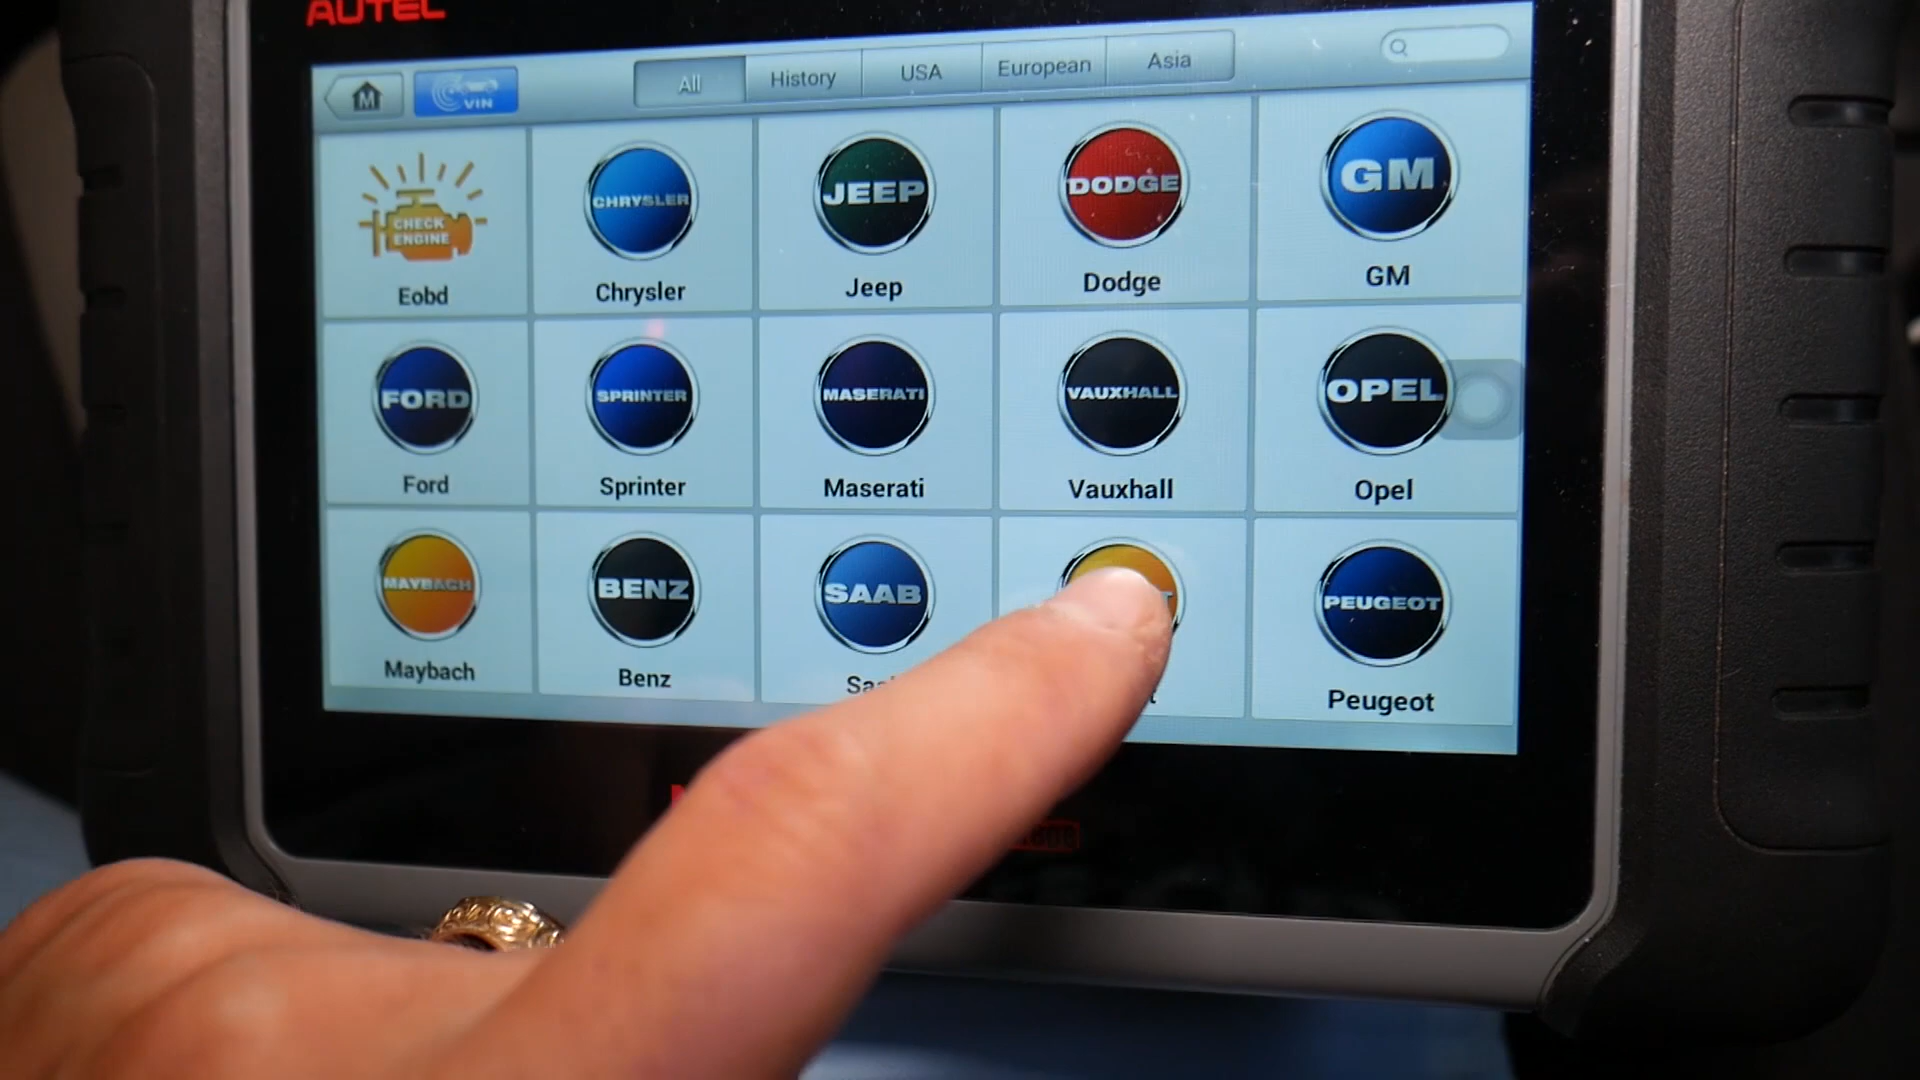 AUTEL
M
VIN
All
History
USA
European
Asia
CHECK
ENGINE
CHRYSLER
JEEP
DODGE
GM
Eobd
Chrysler
Jeep
Dodge
GM
FORD
SPRINTER
MASERATI
VAUXHALL
OPEL
Ford
Sprinter
Maserati
Vauxhall
Opel
MAYBACH
BENZ
SAAB
PEUGEOT
Maybach
Benz
Peugeot